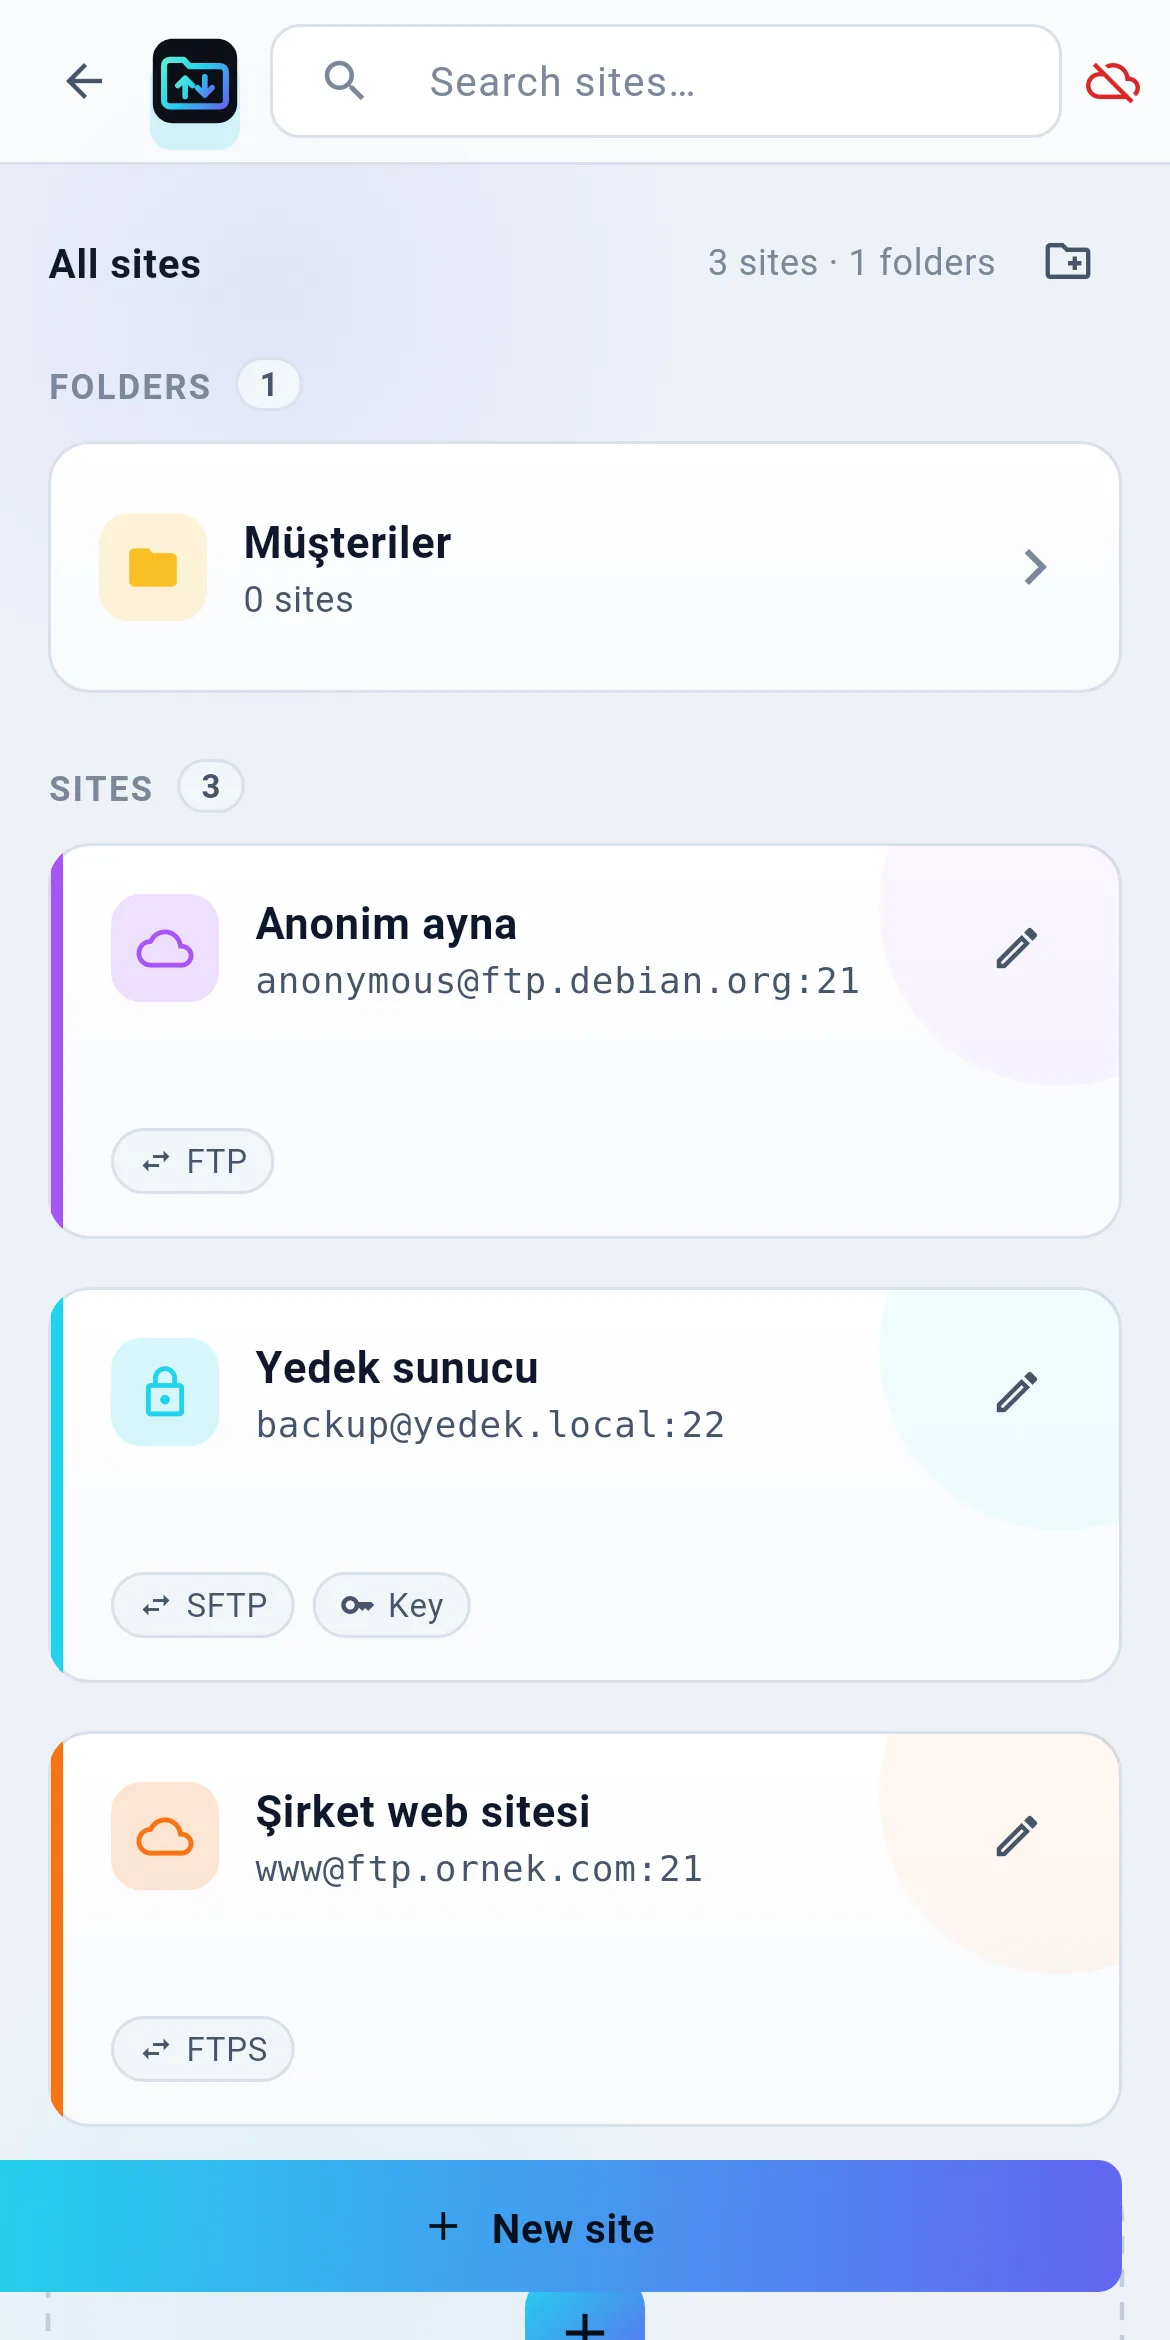 Search sites…
All sites
3 sites · 1 folders
FOLDERS 1
Müşteriler
0 sites
SITES 3
Anonim ayna
anonymous@ftp.debian.org:21
FTP
Yedek sunucu
backup@yedek.local:22
SFTP Key
Şirket web sitesi
www@ftp.ornek.com:21
FTPS
New site